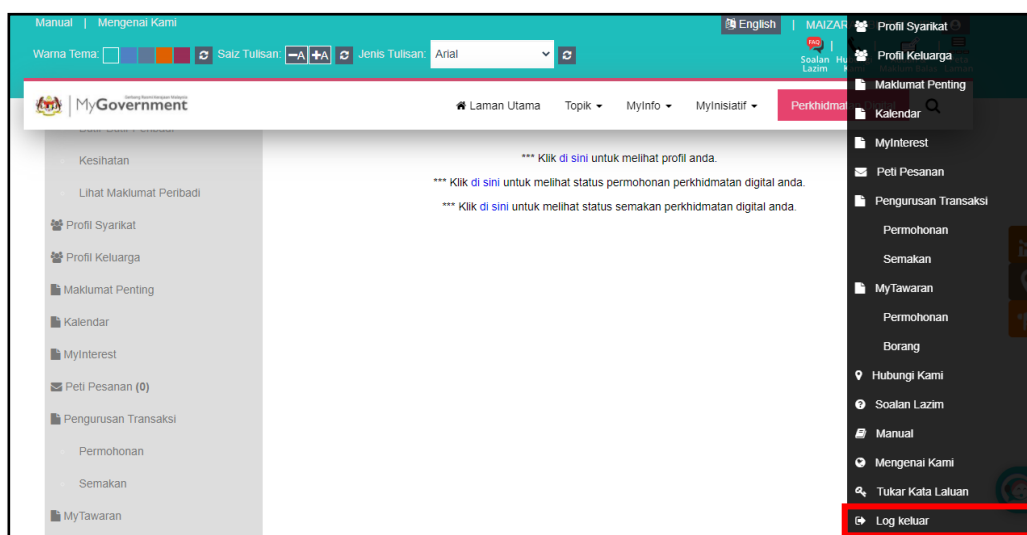 Manual | Mengenai Kami
English | MAIZAR
Warna Tema: Saiz Tulisan: -A +A Jenis Tulisan: Arial
FAQ
Soalan
Lazim
MyGovernment
Laman Utama Topik MyInfo MyInisiatif
Kesihatan
Lihat Maklumat Peribadi
Profil Syarikat
Profil Keluarga
Maklumat Penting
Kalendar
MyInterest
Peti Pesanan (0)
Pengurusan Transaksi
Permohonan
Semakan
MyTawaran
*** Klik di sini untuk melihat profil anda.
*** Klik di sini untuk melihat status permohonan perkhidmatan digital anda.
*** Klik di sini untuk melihat status semakan perkhidmatan digital anda.
Profil Syarikat
Profil Keluarga
Maklumat Penting
Kalendar
MyInterest
Peti Pesanan
Pengurusan Transaksi
Permohonan
Semakan
MyTawaran
Permohonan
Borang
Hubungi Kami
Soalan Lazim
Manual
Mengenai Kami
Tukar Kata Laluan
Log keluar